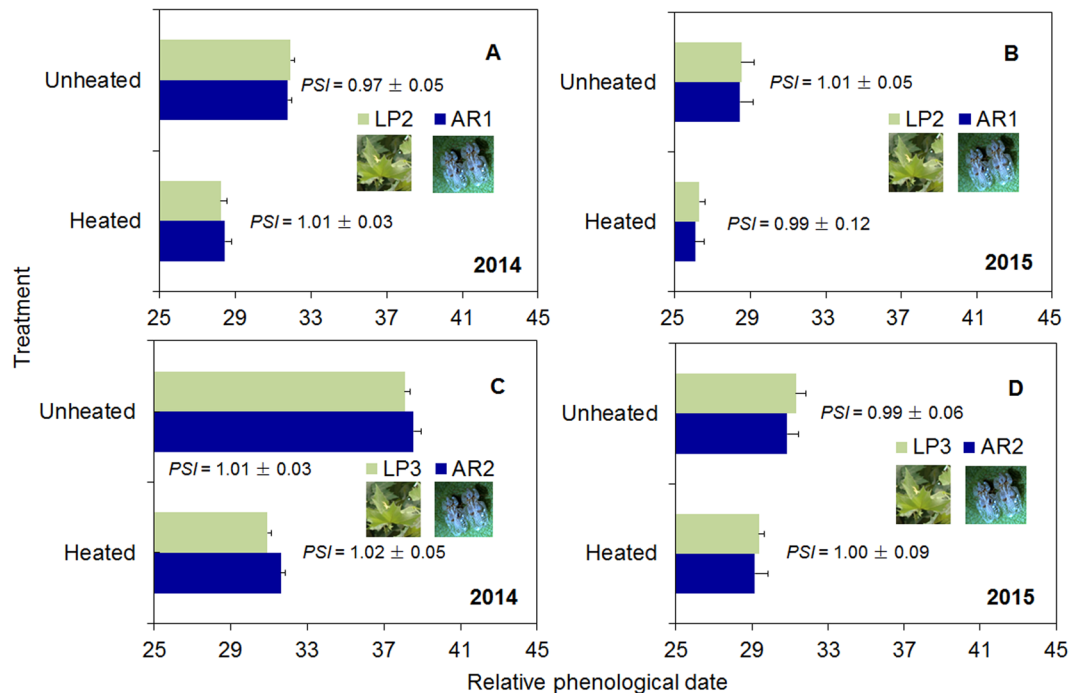 Treatment
A
Unheated
PSI = 0.97 ± 0.05
LP2 AR1
Heated
PSI = 1.01 ± 0.03
2014
25 29 33 37 41 45
B
Unheated
PSI = 1.01 ± 0.05
LP2 AR1
Heated
PSI = 0.99 ± 0.12
2015
25 29 33 37 41 45
C
Unheated
PSI = 1.01 ± 0.03
LP3 AR2
Heated
PSI = 1.02 ± 0.05
2014
25 29 33 37 41 45
D
Unheated
PSI = 0.99 ± 0.06
LP3 AR2
Heated
PSI = 1.00 ± 0.09
2015
25 29 33 37 41 45
Relative phenological date